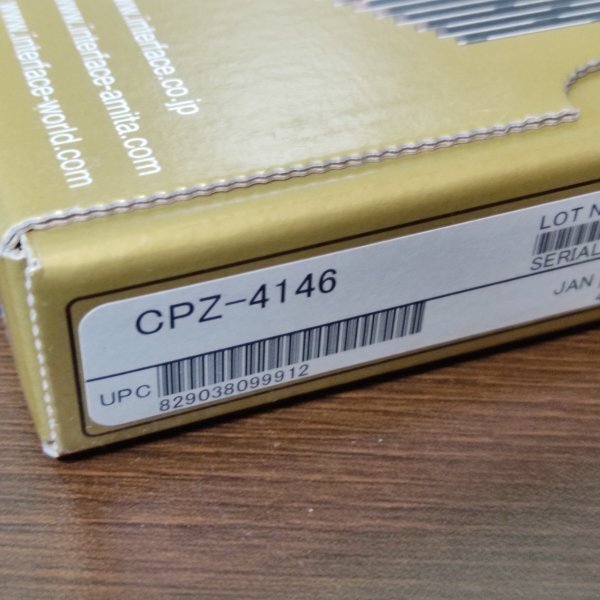 www.interface.co.jp
www.interface-amita.com
www.interface-world.com
CPZ-4146
LOT N
SERIAL
JAN
UPC
829038099912